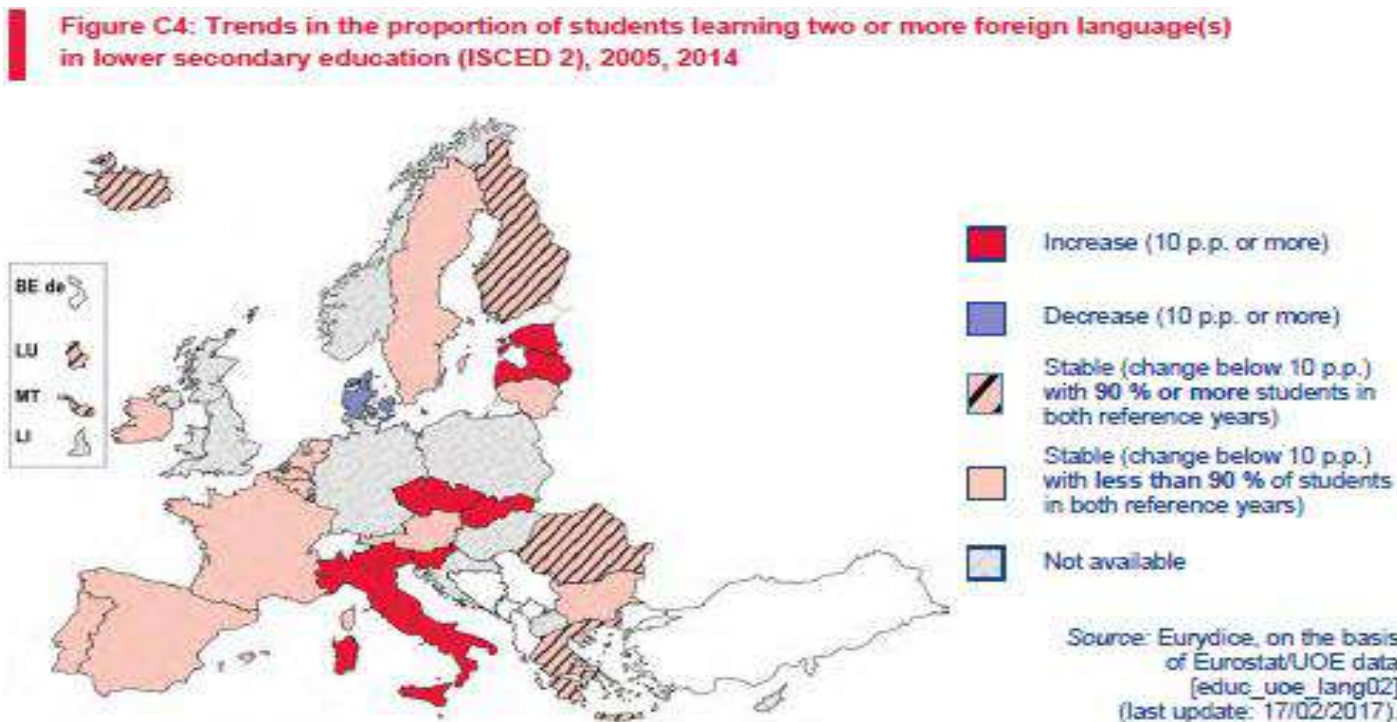 Figure C4: Trends in the proportion of students learning two or more foreign language(s)
in lower secondary education (ISCED 2), 2005, 2014
BE de
LU
MT
LI
Increase (10 p.p. or more)
Decrease (10 p.p. or more)
Stable (change below 10 p.p.)
with 90 % or more students in
both reference years)
Stable (change below 10 p.p.)
with less than 90 % of students
in both reference years)
Not available
Source: Eurydice, on the basis
of Eurostat/UOE data
[educ_uoe_lang02]
(last update: 17/02/2017).